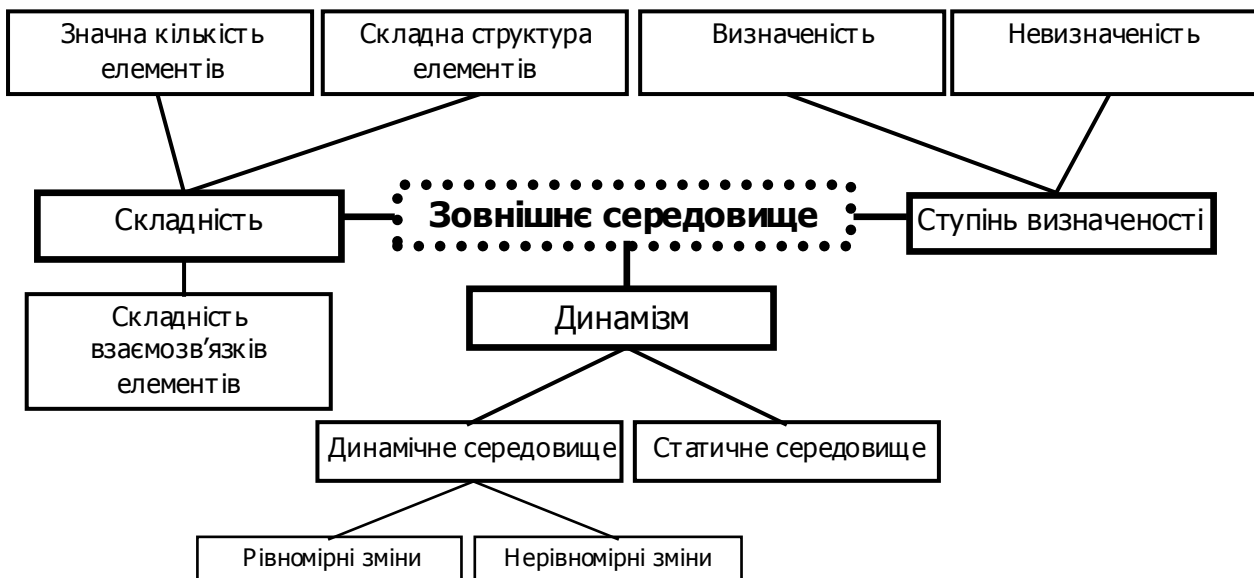 Значна кількість
елементів
Складна структура
елементів
Визначеність
Невизначеність
Складність
Зовнішнє середовище
Ступінь визначеності
Складність
взаємозв'язків
елементів
Динамізм
Динамічне середовище
Статичне середовище
Рівномірні зміни
Нерівномірні зміни